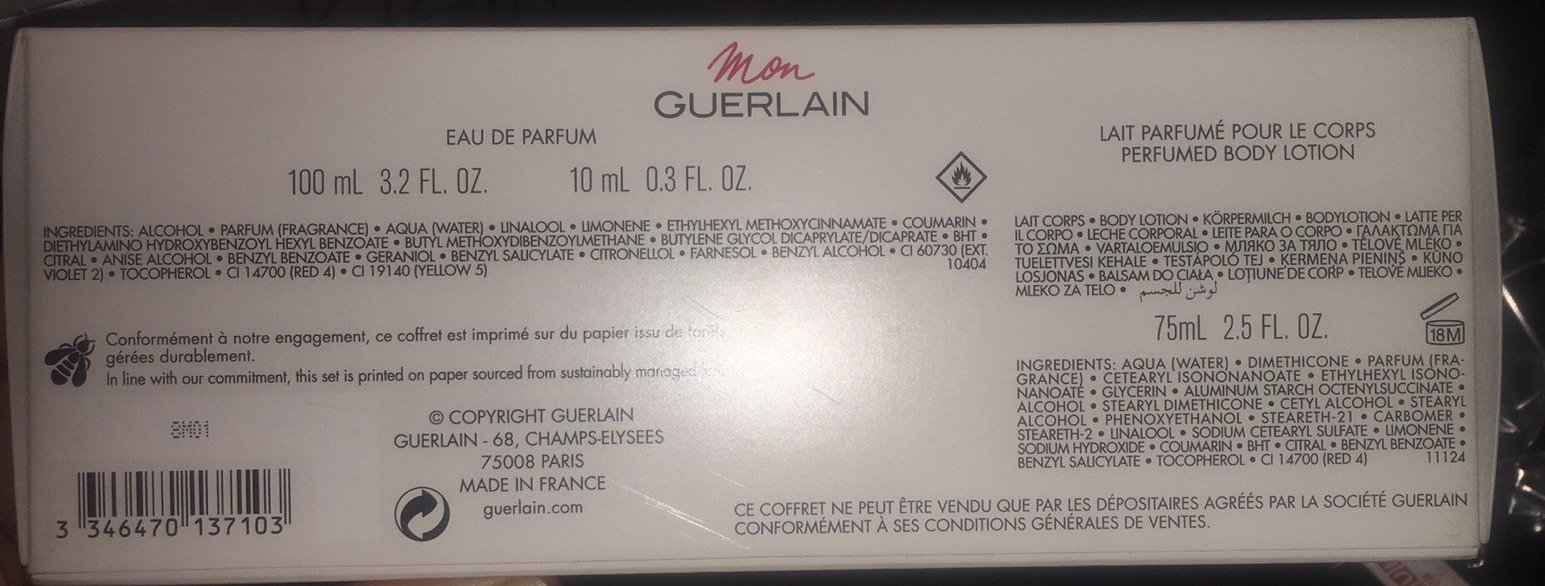 Mon
GUERLAIN
EAU DE PARFUM
100 mL 3.2 FL. OZ. 10 mL 0.3 FL. OZ.
INGREDIENTS: ALCOHOL • PARFUM (FRAGRANCE) • AQUA (WATER) • LINALOOL • LIMONENE • ETHYLHEXYL METHOXYCINNAMATE • COUMARIN •
DIETHYLAMINO HYDROXYBENZOYL HEXYL BENZOATE • BUTYL METHOXYDIBENZOYLMETHANE • BUTYLENE GLYCOL DICAPRYLATE/DICAPRATE • BHT •
CITRAL • ANISE ALCOHOL • BENZYL BENZOATE • GERANIOL • BENZYL SALICYLATE • CITRONELLOL • FARNESOL • BENZYL ALCOHOL • CI 60730 (EXT.
VIOLET 2) • TOCOPHEROL • CI 14700 (RED 4) • CI 19140 (YELLOW 5) 10404
Conformément à notre engagement, ce coffret est imprimé sur du papier issu de forêts
gérées durablement.
In line with our commitment, this set is printed on paper sourced from sustainably managed
8M01
3 346470 137103
© COPYRIGHT GUERLAIN
GUERLAIN - 68, CHAMPS-ELYSEES
75008 PARIS
MADE IN FRANCE
guerlain.com
LAIT PARFUMÉ POUR LE CORPS
PERFUMED BODY LOTION
LAIT CORPS • BODY LOTION • KÖRPERMILCH • BODYLOTION • LATTE PER
IL CORPO • LECHE CORPORAL • LEITE PARA O CORPO • ΓΑΛΑΚΤΩΜΑ ΓΙΑ
ΤΟ ΣΩΜΑ • VARTALOEMULSIO • МЛЯКО ЗА ТЯЛО • TĚLOVÉ MLÉKO •
TUELETTVESI KEHALE • TESTÁPOLÓ TEJ • ĶERMEŅA PIENIŅŠ • KŪNO
LOSJONAS • BALSAM DO CIAŁA • LOȚIUNE DE CORP • TELOVÉ MLIEKO •
MLEKO ZA TELO • لوشن للجسم
75mL 2.5 FL. OZ.
18M
INGREDIENTS: AQUA (WATER) • DIMETHICONE • PARFUM (FRA-
GRANCE) • CETEARYL ISONONANOATE • ETHYLHEXYL ISONO-
NANOATE • GLYCERIN • ALUMINUM STARCH OCTENYLSUCCINATE •
ALCOHOL • STEARYL DIMETHICONE • CETYL ALCOHOL • STEARYL
ALCOHOL • PHENOXYETHANOL • STEARETH-21 • CARBOMER •
STEARETH-2 • LINALOOL • SODIUM CETEARYL SULFATE • LIMONENE •
SODIUM HYDROXIDE • COUMARIN • BHT • CITRAL • BENZYL BENZOATE •
BENZYL SALICYLATE • TOCOPHEROL • CI 14700 (RED 4) 11124
CE COFFRET NE PEUT ÊTRE VENDU QUE PAR LES DÉPOSITAIRES AGRÉÉS PAR LA SOCIÉTÉ GUERLAIN
CONFORMÉMENT À SES CONDITIONS GÉNÉRALES DE VENTES.